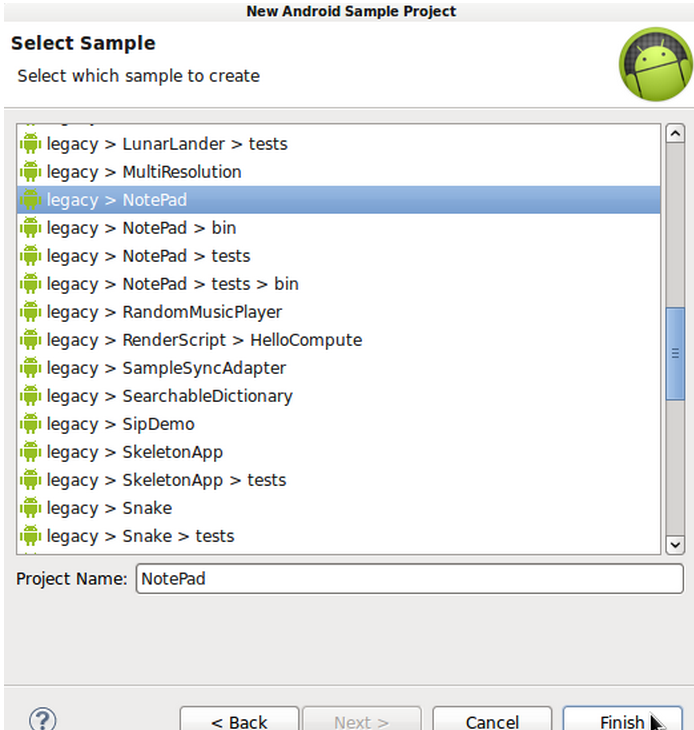 New Android Sample Project
Select Sample
Select which sample to create
legacy > LunarLander > tests
legacy > MultiResolution
legacy > NotePad
legacy > NotePad > bin
legacy > NotePad > tests
legacy > NotePad > tests > bin
legacy > RandomMusicPlayer
legacy > RenderScript > HelloCompute
legacy > SampleSyncAdapter
legacy > SearchableDictionary
legacy > SipDemo
legacy > SkeletonApp
legacy > SkeletonApp > tests
legacy > Snake
legacy > Snake > tests
Project Name: NotePad
? < Back Next > Cancel Finish